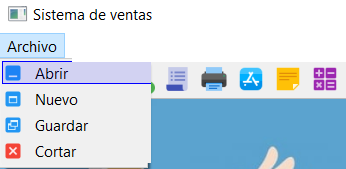 Sistema de ventas
Archivo
Abrir
Nuevo
Guardar
Cortar